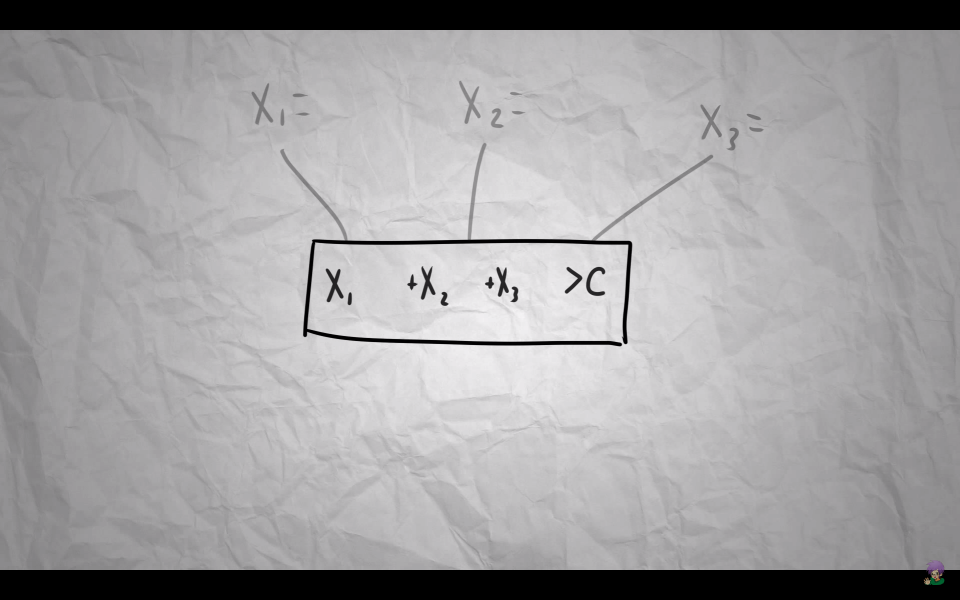 X₁=
X₂=
X₃=
X₁ +X₂ +X₃ >C